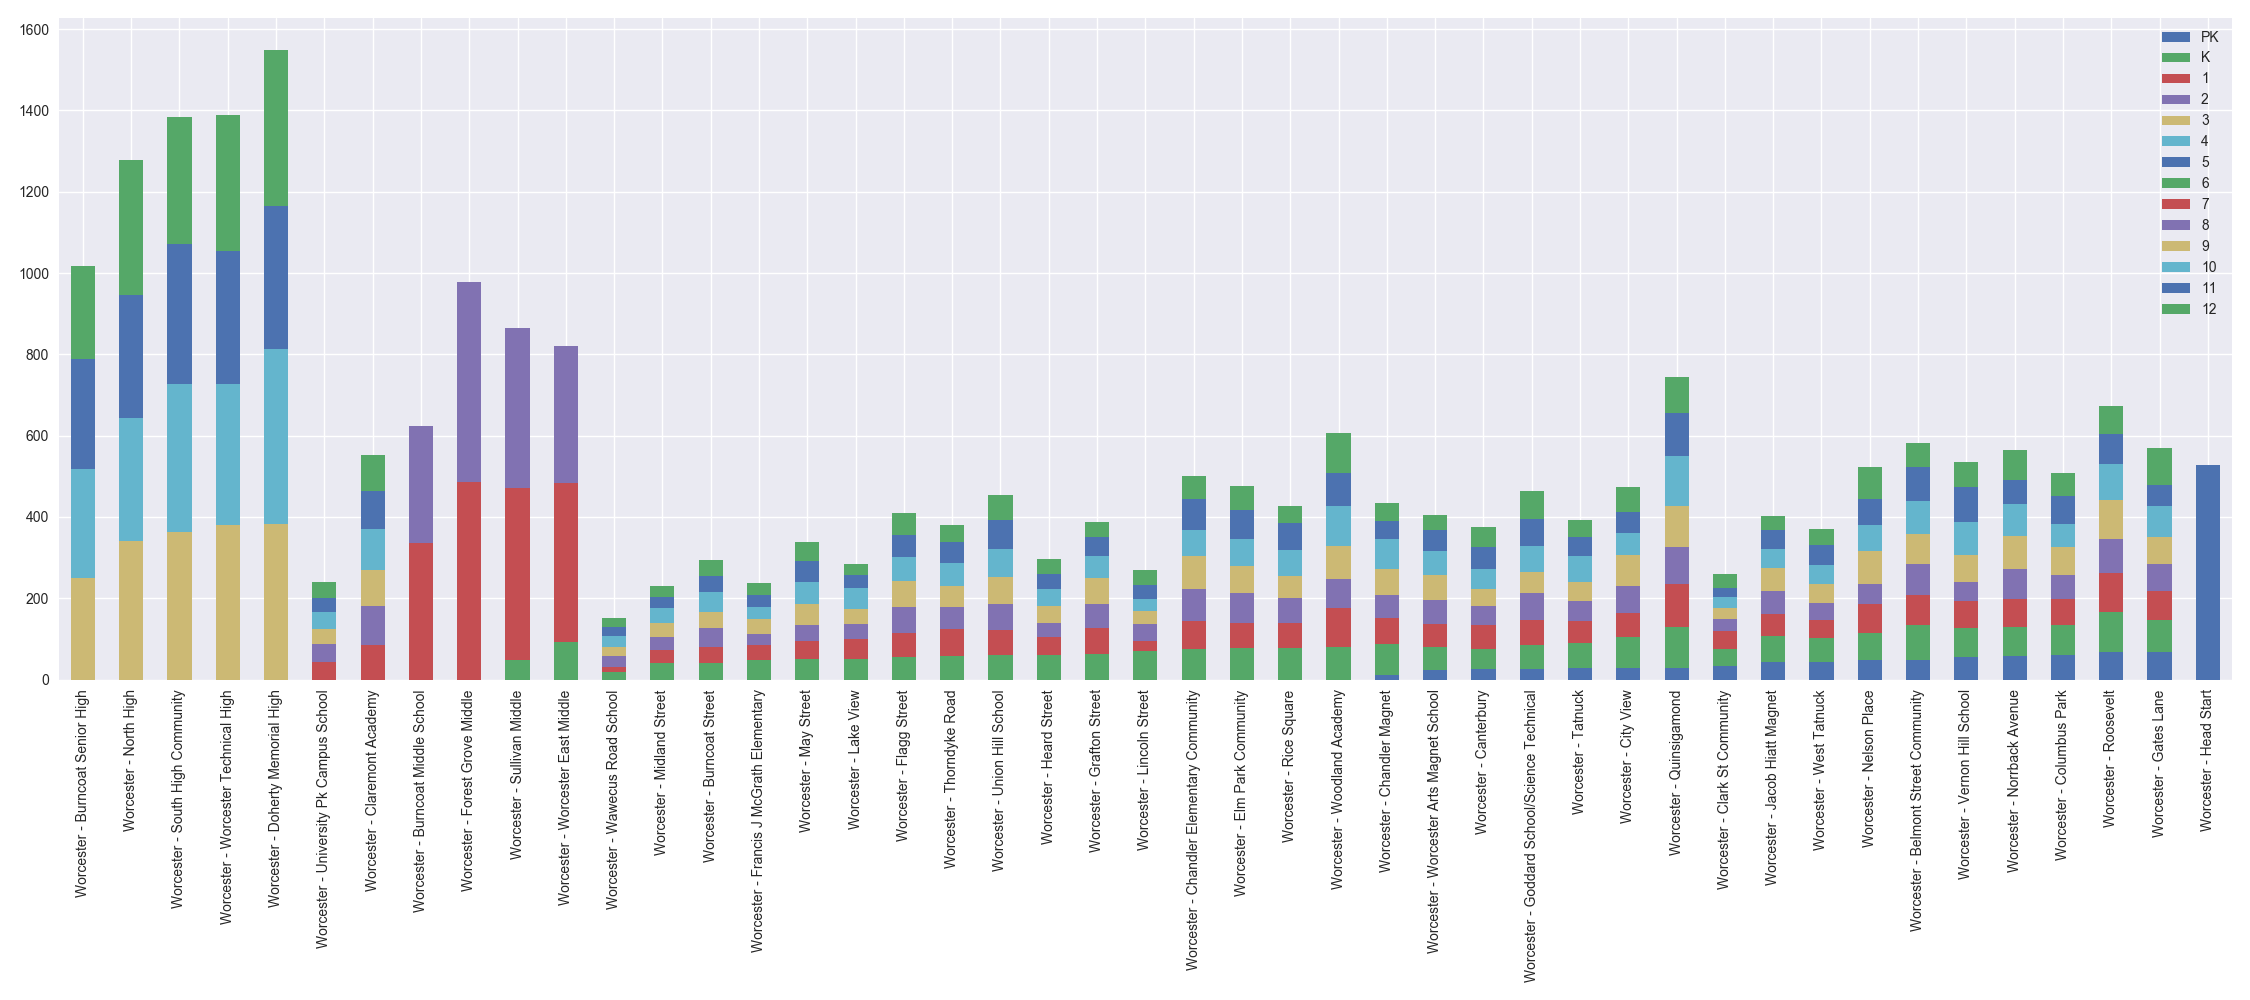 1600
1400
1200
1000
800
600
400
200
0
PK
K
1
2
3
4
5
6
7
8
9
10
11
12
Worcester - Burncoat Senior High
Worcester - North High
Worcester - South High Community
Worcester - Worcester Technical High
Worcester - Doherty Memorial High
Worcester - University Pk Campus School
Worcester - Claremont Academy
Worcester - Burncoat Middle School
Worcester - Forest Grove Middle
Worcester - Sullivan Middle
Worcester - Worcester East Middle
Worcester - Wawecus Road School
Worcester - Midland Street
Worcester - Burncoat Street
Worcester - Francis J McGrath Elementary
Worcester - May Street
Worcester - Lake View
Worcester - Flagg Street
Worcester - Thorndyke Road
Worcester - Union Hill School
Worcester - Heard Street
Worcester - Grafton Street
Worcester - Lincoln Street
Worcester - Chandler Elementary Community
Worcester - Elm Park Community
Worcester - Rice Square
Worcester - Woodland Academy
Worcester - Chandler Magnet
Worcester - Worcester Arts Magnet School
Worcester - Canterbury
Worcester - Goddard School/Science Technical
Worcester - Tatnuck
Worcester - City View
Worcester - Quinsigamond
Worcester - Clark St Community
Worcester - Jacob Hiatt Magnet
Worcester - West Tatnuck
Worcester - Nelson Place
Worcester - Belmont Street Community
Worcester - Vernon Hill School
Worcester - Norrback Avenue
Worcester - Columbus Park
Worcester - Roosevelt
Worcester - Gates Lane
Worcester - Head Start